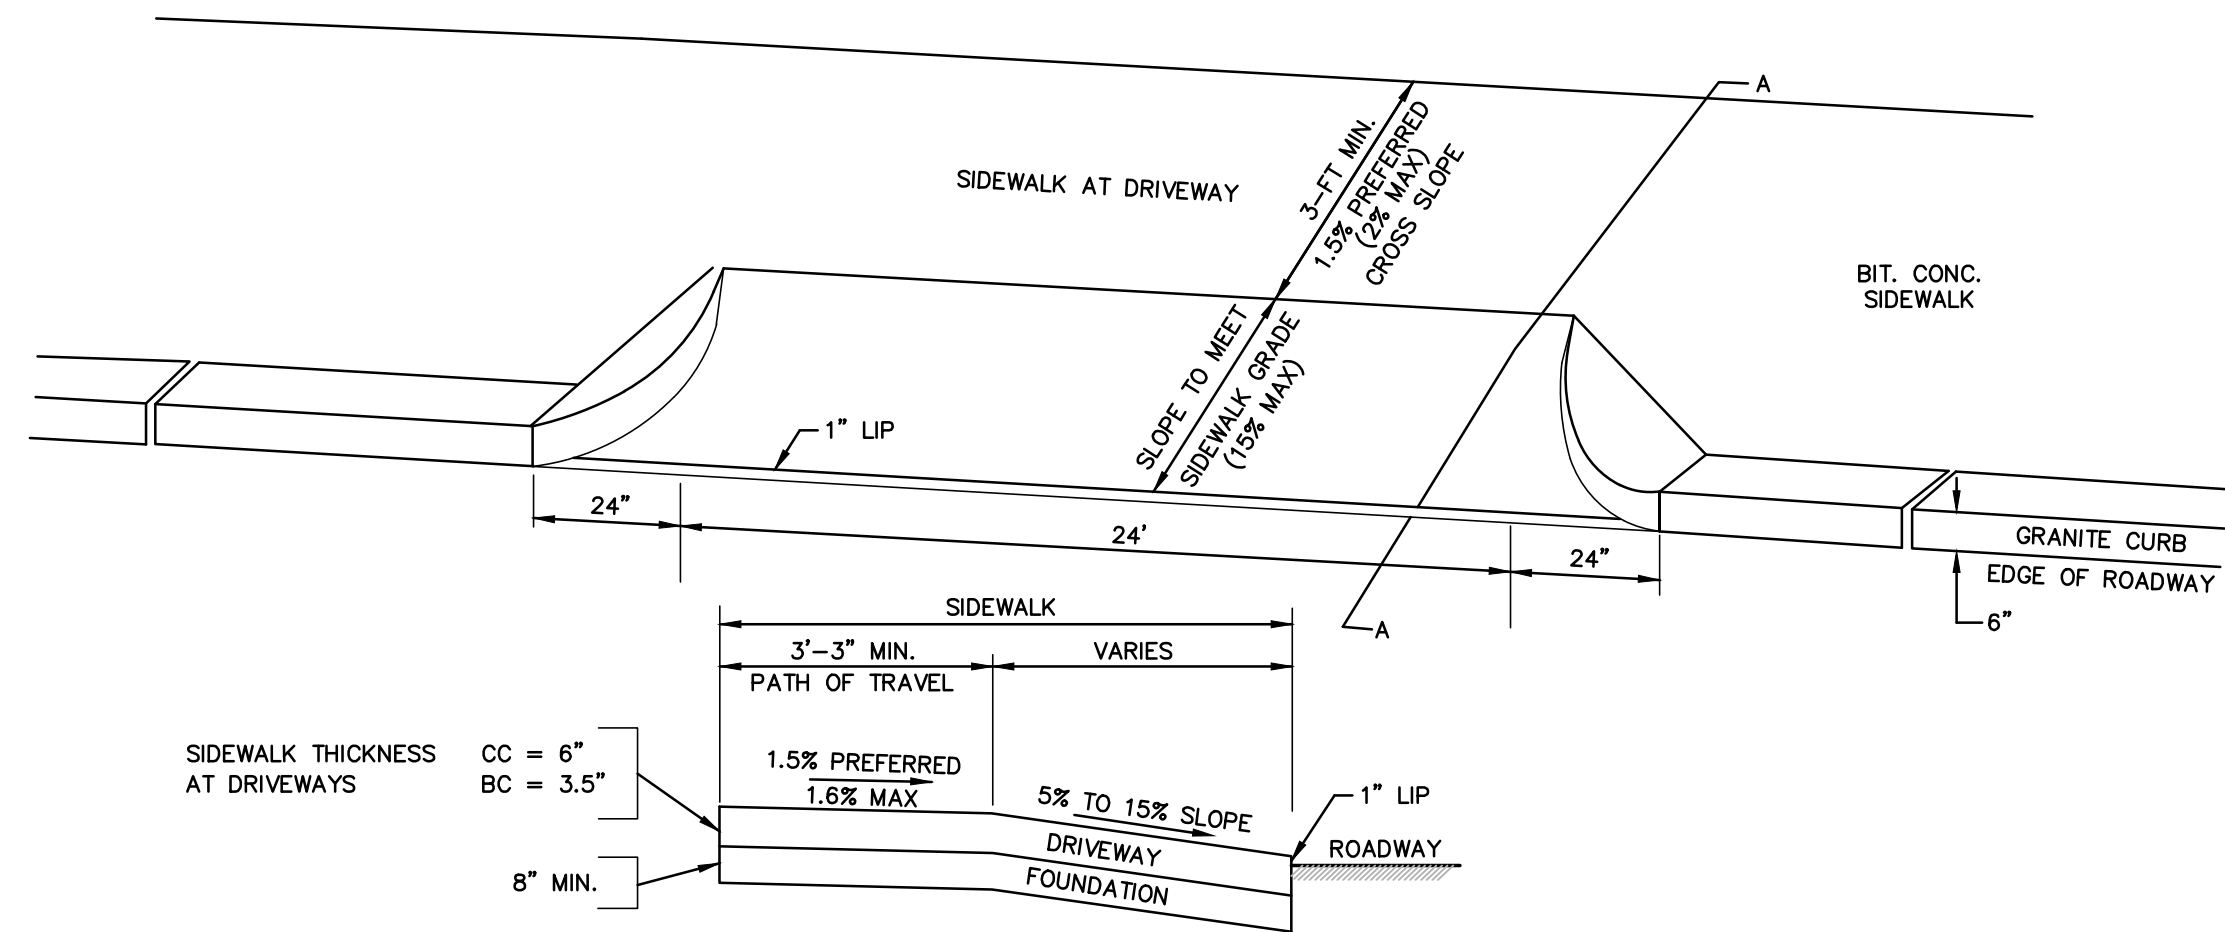 A
3-FT MIN.
1.5% PREFERRED
(2% MAX)
CROSS SLOPE
SIDEWALK AT DRIVEWAY
BIT. CONC.
SIDEWALK
SLOPE TO MEET
SIDEWALK GRADE
(15% MAX)
1" LIP
24"
24'
24"
GRANITE CURB
EDGE OF ROADWAY
6"
A
SIDEWALK
3'-3" MIN.
VARIES
PATH OF TRAVEL
SIDEWALK THICKNESS CC = 6"
AT DRIVEWAYS BC = 3.5"
1.5% PREFERRED
1.6% MAX
5% TO 15% SLOPE
1" LIP
DRIVEWAY
ROADWAY
8" MIN.
FOUNDATION